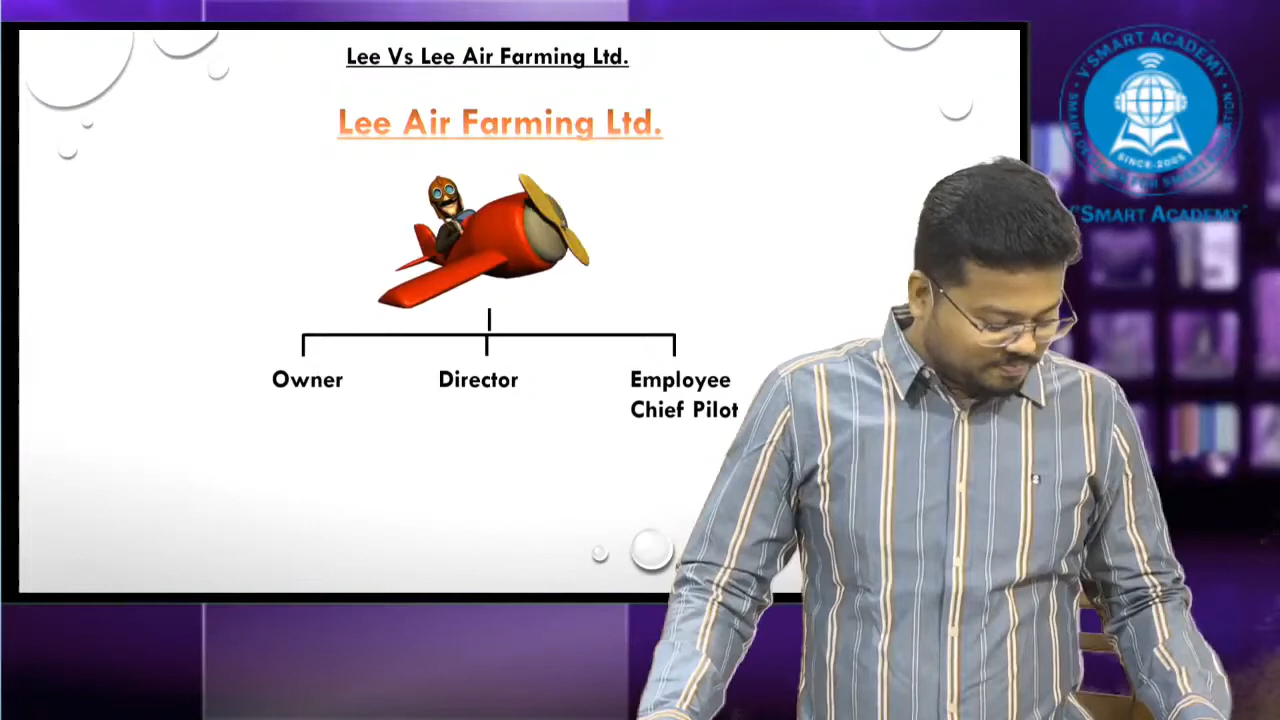 Lee Vs Lee Air Farming Ltd.
Lee Air Farming Ltd.
Owner
Director
Employee
Chief Pilot
V'SMART ACADEMY
SINCE-2005
V'SMART ACADEMY